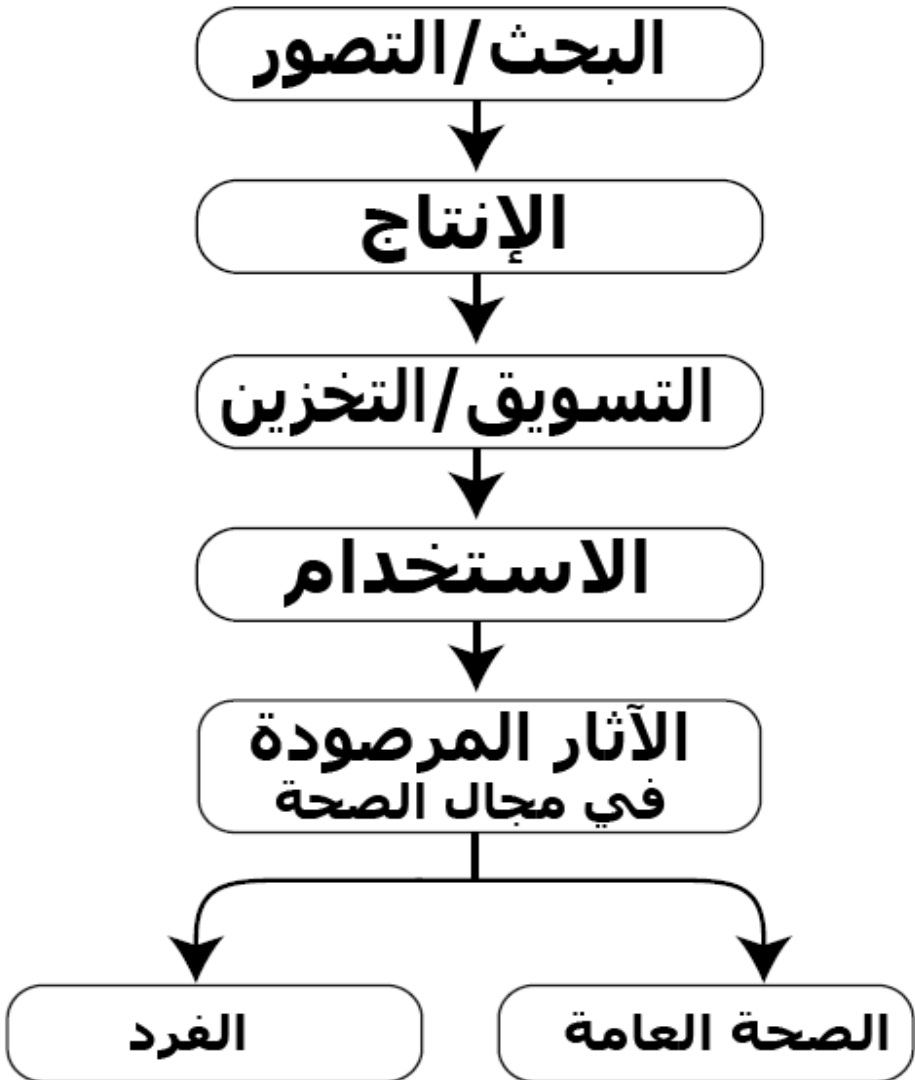 البحث/التصور
الإنتاج
التسويق/التخزين
الاستخدام
الآثار المرصودة
في مجال الصحة
الصحة العامة
الفرد